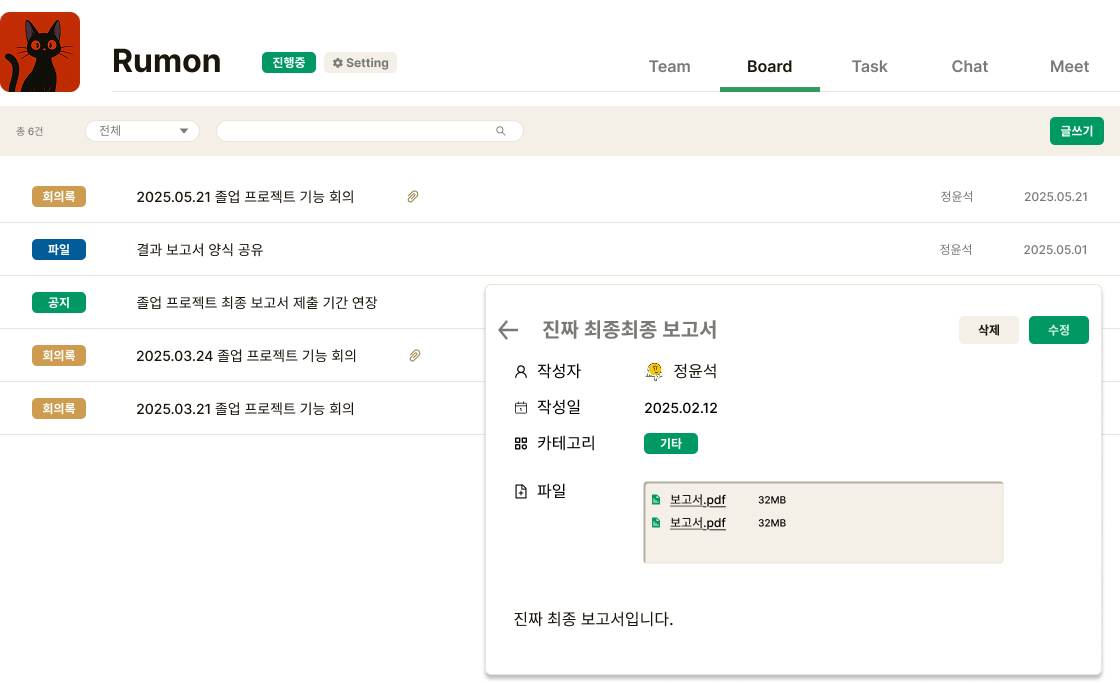 Rumon
진행중
Setting
Team
Board
Task
Chat
Meet
총 6건
전체
글쓰기
회의록
2025.05.21 졸업 프로젝트 기능 회의
정윤석
2025.05.21
파일
결과 보고서 양식 공유
정윤석
2025.05.01
공지
졸업 프로젝트 최종 보고서 제출 기간 연장
회의록
2025.03.24 졸업 프로젝트 기능 회의
회의록
2025.03.21 졸업 프로젝트 기능 회의
진짜 최종최종 보고서
삭제
수정
작성자
정윤석
작성일
2025.02.12
카테고리
기타
파일
보고서.pdf
32MB
보고서.pdf
32MB
진짜 최종 보고서입니다.